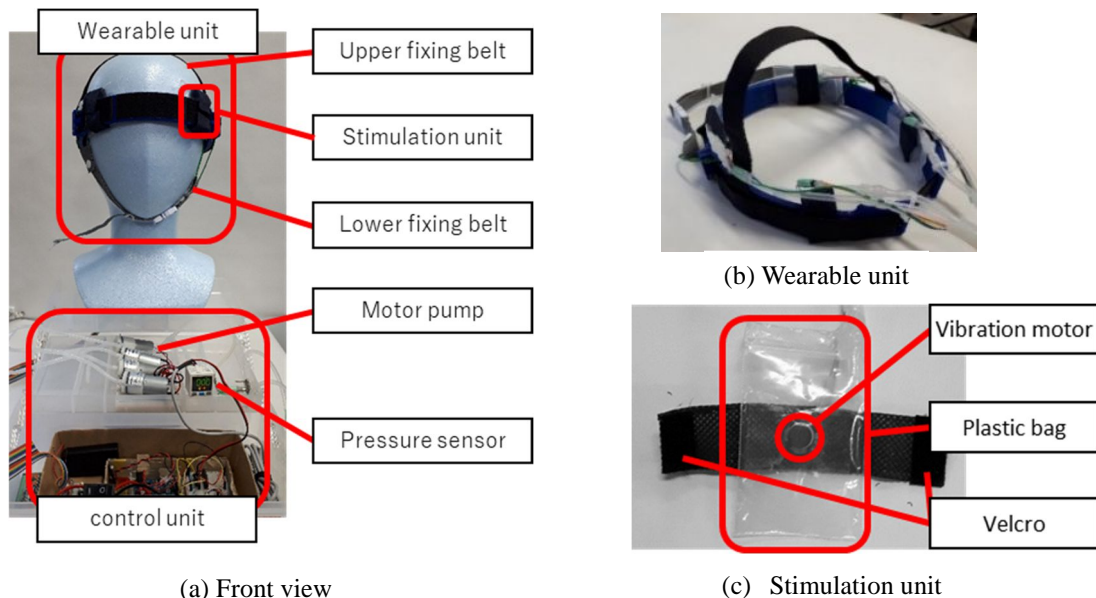 Wearable unit
Upper fixing belt
Stimulation unit
Lower fixing belt
Motor pump
Pressure sensor
control unit
(a) Front view
(b) Wearable unit
Vibration motor
Plastic bag
Velcro
(c) Stimulation unit